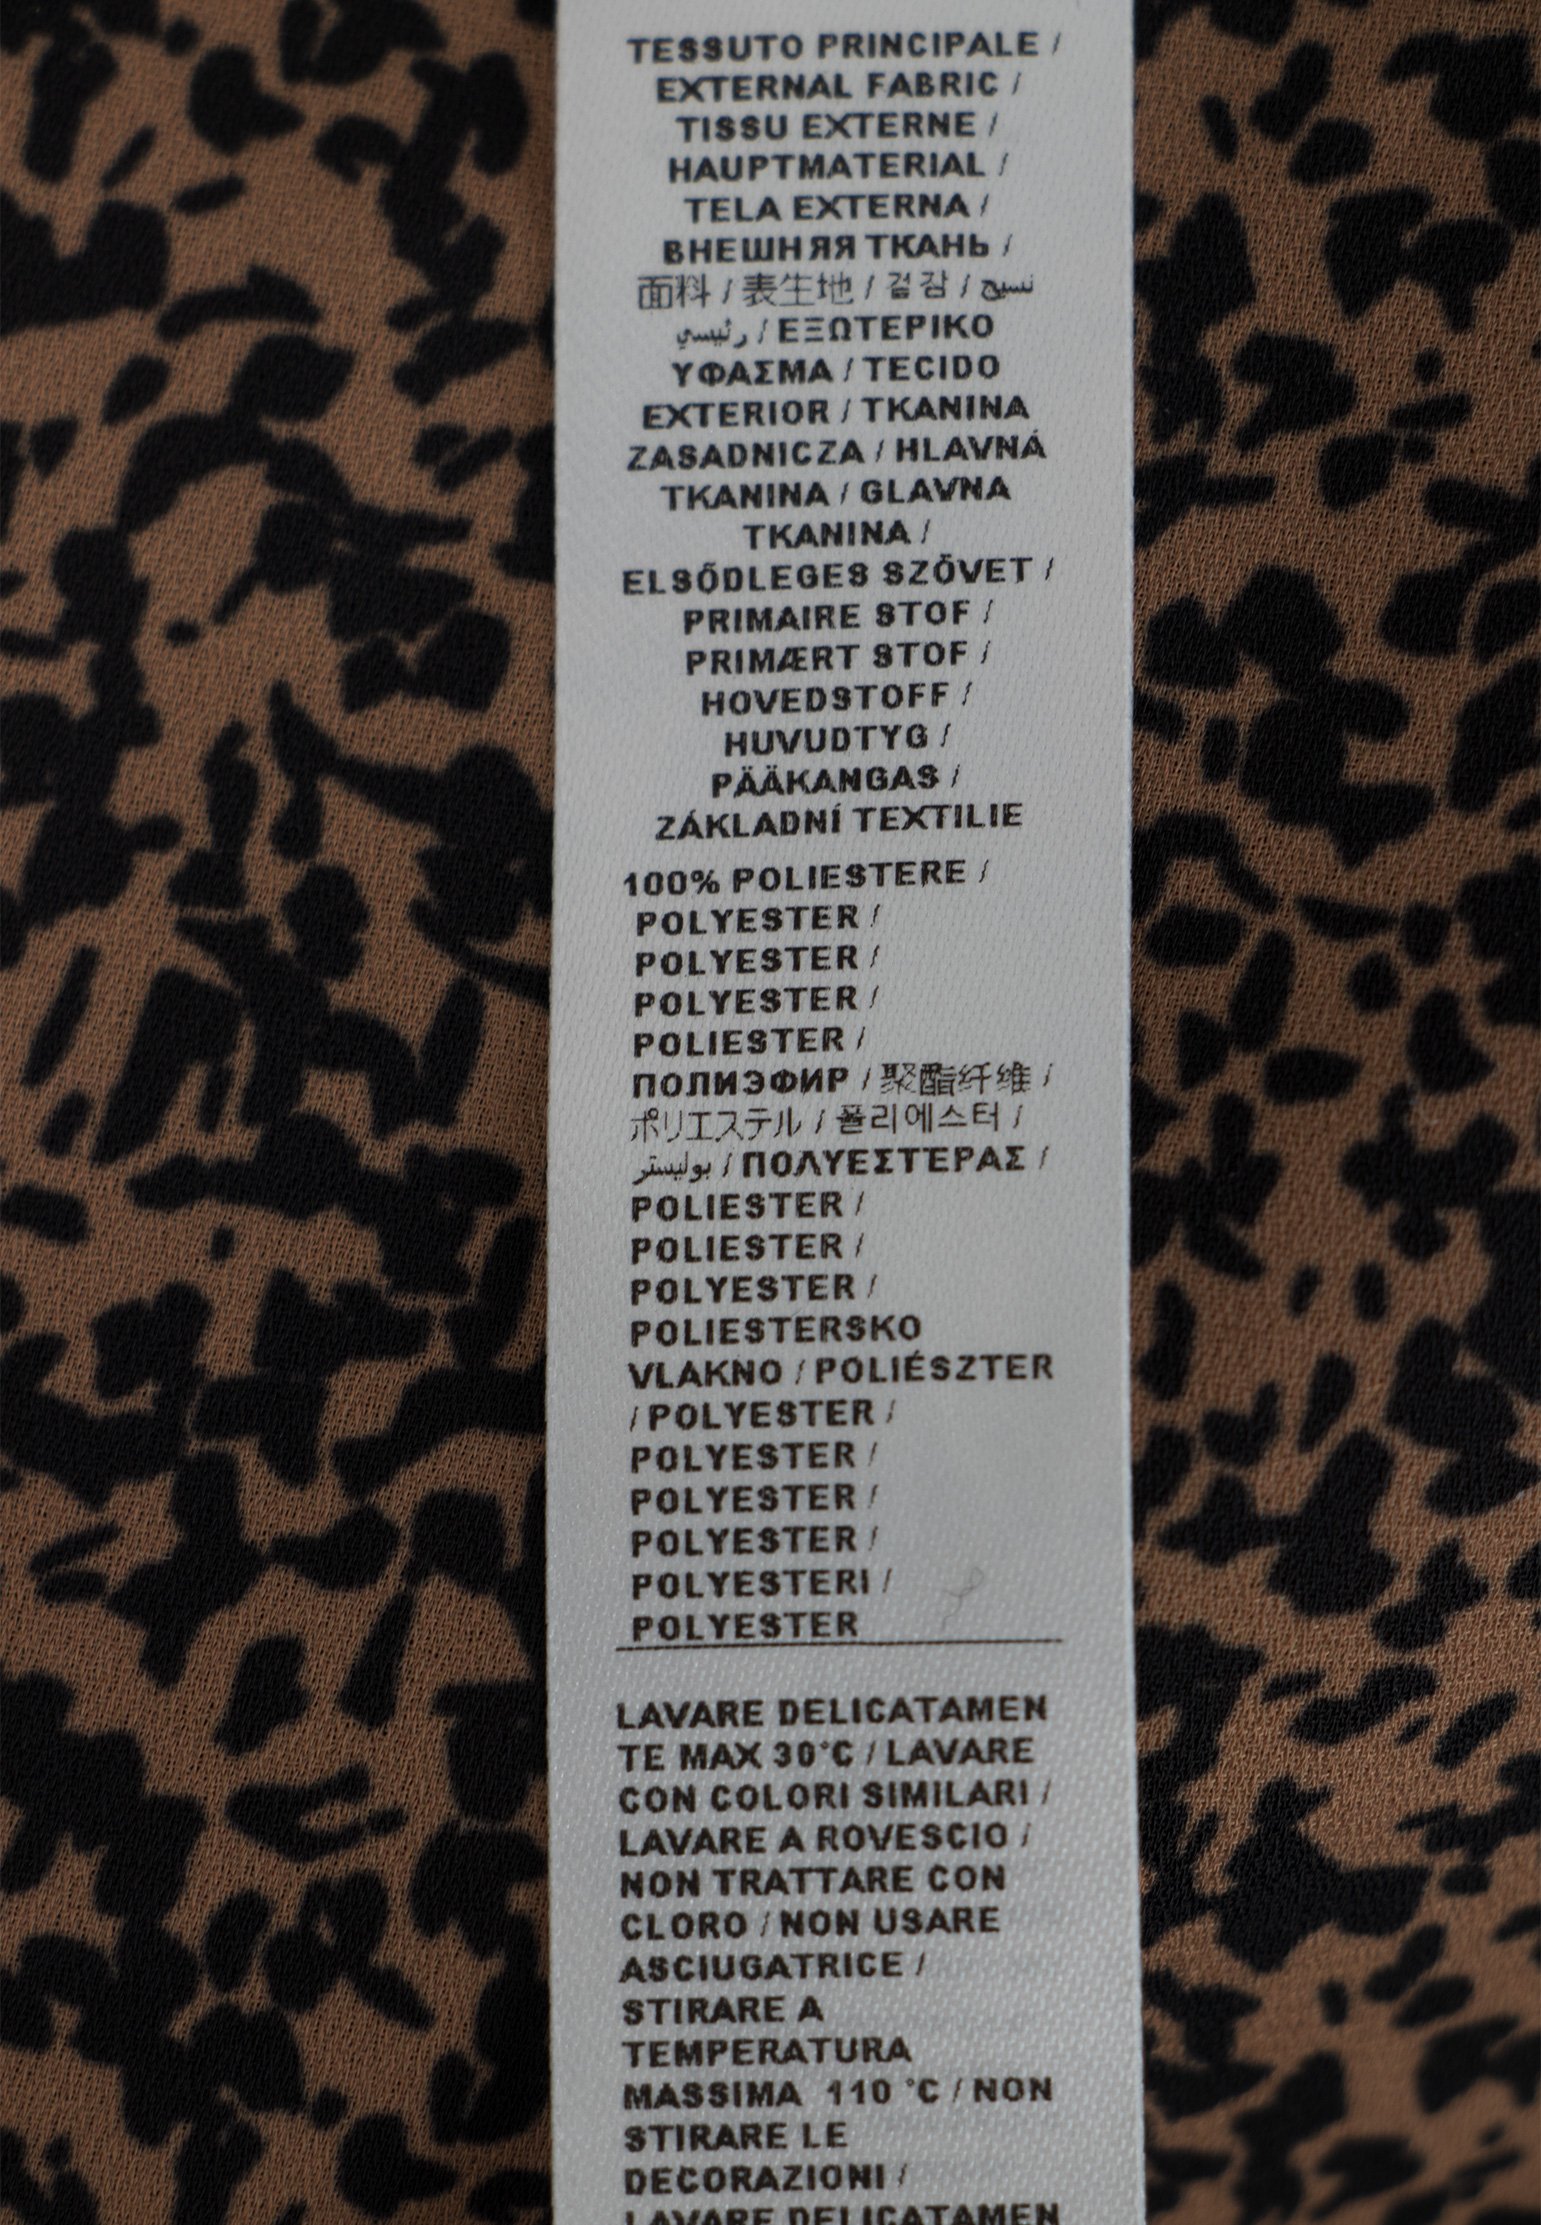 TESSUTO PRINCIPALE /
EXTERNAL FABRIC /
TISSU EXTERNE /
HAUPTMATERIAL /
TELA EXTERNA /
ВНЕШНЯЯ ТКАНЬ /
面料 / 表生地 / 겉감 / نسيج
رئيسي / ΕΞΩΤΕΡΙΚΟ
ΥΦΑΣΜΑ / TECIDO
EXTERIOR / TKANINA
ZASADNICZA / HLAVNÁ
TKANINA / GLAVNA
TKANINA /
ELSŐDLEGES SZÖVET /
PRIMAIRE STOF /
PRIMÆRT STOF /
HOVEDSTOFF /
HUVUDTYG /
PÄÄKANGAS /
ZÁKLADNÍ TEXTILIE
100% POLIESTERE /
POLYESTER /
POLYESTER /
POLYESTER /
POLIESTER /
ПОЛИЭФИР / 聚酯纤维 /
ポリエステル / 폴리에스터 /
بوليستر / ΠΟΛΥΕΣΤΕΡΑΣ /
POLIESTER /
POLIESTER /
POLYESTER /
POLIESTERSKO
VLAKNO / POLIÉSZTER
/ POLYESTER /
POLYESTER /
POLYESTER /
POLYESTER /
POLYESTERI /
POLYESTER
LAVARE DELICATAMEN
TE MAX 30°C / LAVARE
CON COLORI SIMILARI /
LAVARE A ROVESCIO /
NON TRATTARE CON
CLORO / NON USARE
ASCIUGATRICE /
STIRARE A
TEMPERATURA
MASSIMA 110 °C / NON
STIRARE LE
DECORAZIONI /
LAVARE DELICATAMEN